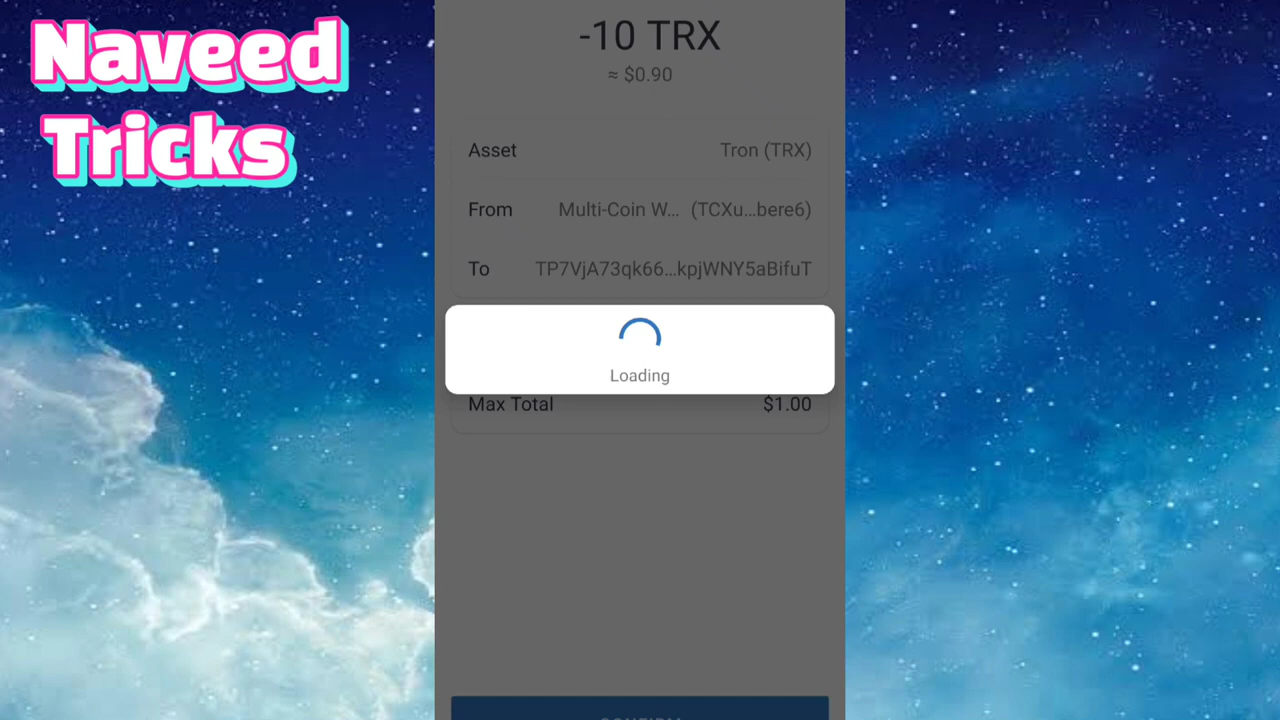 Naveed
Tricks
-10 TRX
≈ $0.90
Asset Tron (TRX)
From Multi-Coin W... (TCXu...bere6)
To TP7VjA73qk66...kpjWNY5aBifuT
Loading
Max Total $1.00